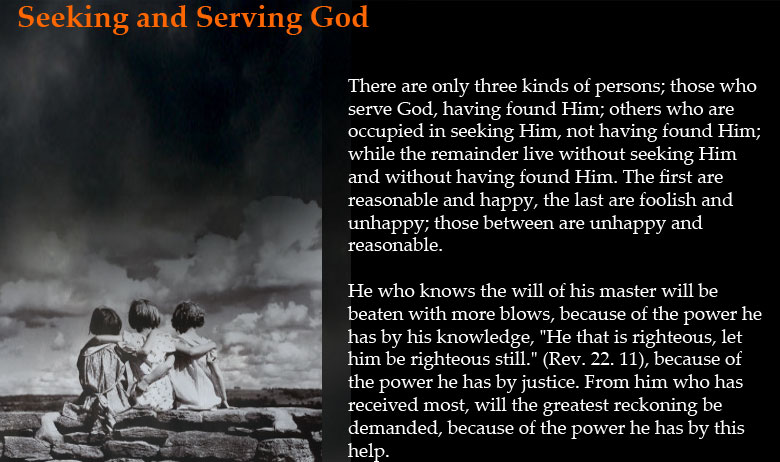 Seeking and Serving God
There are only three kinds of persons; those who
serve God, having found Him; others who are
occupied in seeking Him, not having found Him;
while the remainder live without seeking Him
and without having found Him. The first are
reasonable and happy, the last are foolish and
unhappy; those between are unhappy and
reasonable.
He who knows the will of his master will be
beaten with more blows, because of the power he
has by his knowledge, "He that is righteous, let
him be righteous still." (Rev. 22. 11), because of
the power he has by justice. From him who has
received most, will the greatest reckoning be
demanded, because of the power he has by this
help.